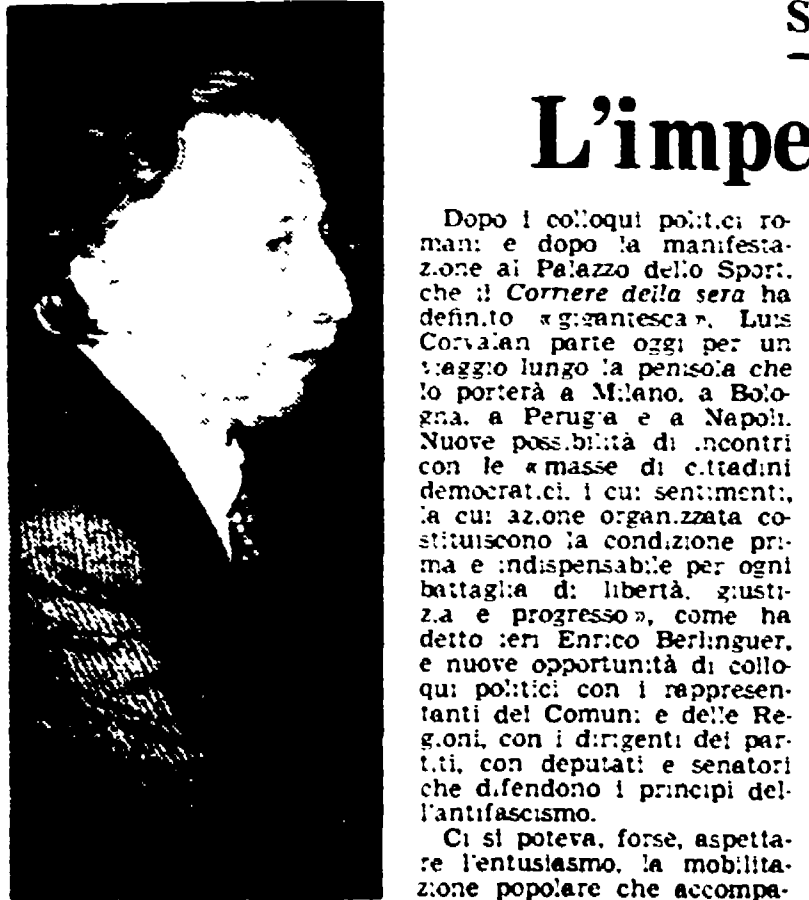 S
L'impe
Dopo i colloqui politici ro-
mani e dopo la manifesta-
zione al Palazzo dello Sport,
che il Corriere della sera ha
definito «gigantesca», Luis
Corvalan parte oggi per un
viaggio lungo la penisola che
lo porterà a Milano, a Bolo-
gna, a Perugia e a Napoli.
Nuove possibilità di incontri
con le «masse di cittadini
democratici, i cui sentimenti,
la cui azione organizzata co-
stituiscono la condizione pri-
ma e indispensabile per ogni
battaglia di libertà, giusti-
zia e progresso», come ha
detto ieri Enrico Berlinguer,
e nuove opportunità di collo-
qui politici con i rappresen-
tanti dei Comuni e delle Re-
gioni, con i dirigenti dei par-
titi, con deputati e senatori
che difendono i principi del-
l'antifascismo.
Ci si poteva, forse, aspetta-
re l'entusiasmo, la mobilita-
zione popolare che accompa-